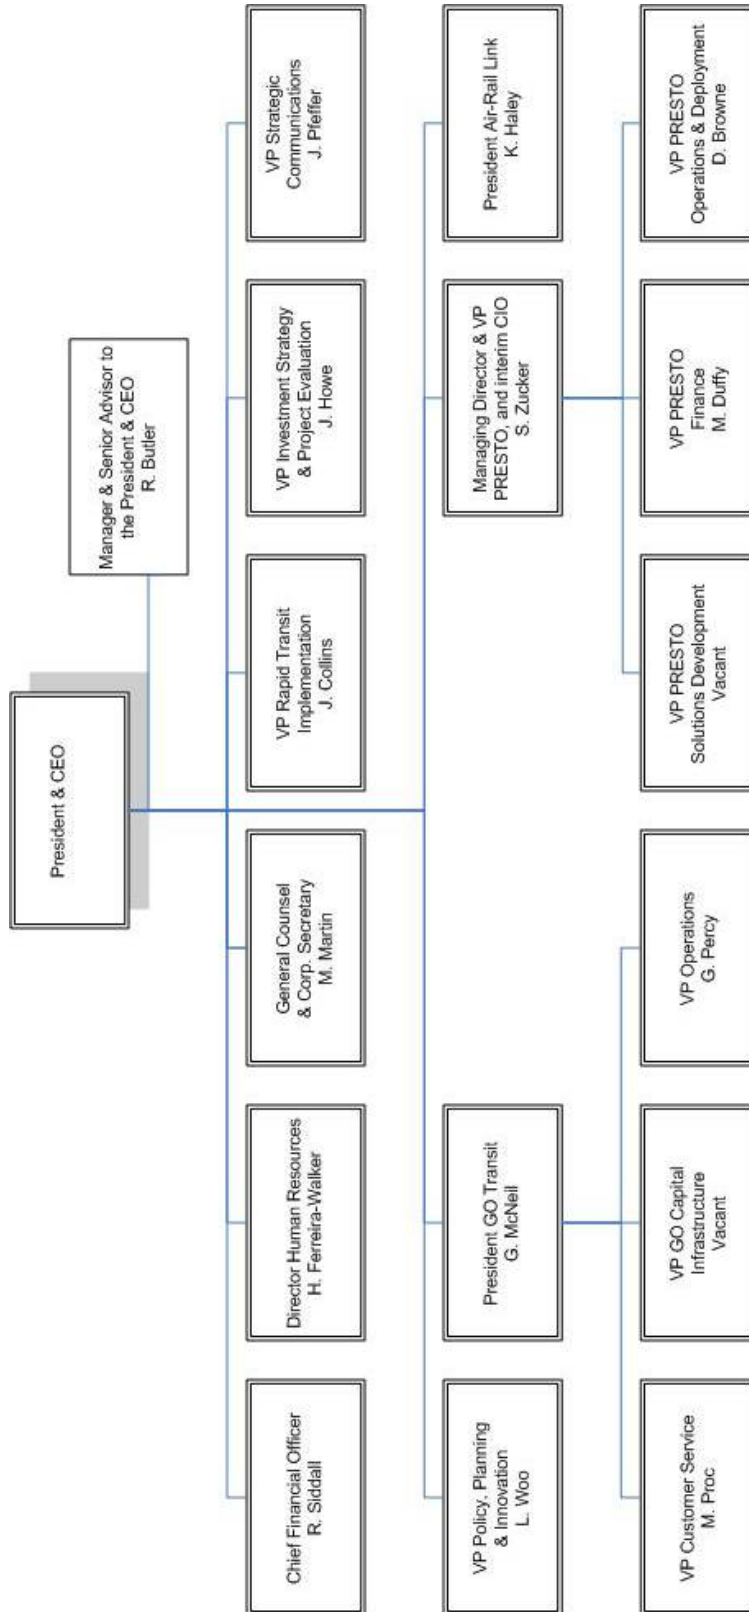 President & CEO
Manager & Senior Advisor to
the President & CEO
R. Butler
Chief Financial Officer
R. Siddall
Director Human Resources
H. Ferreira-Walker
General Counsel
& Corp. Secretary
M. Martin
VP Rapid Transit
Implementation
J. Collins
VP Investment Strategy
& Project Evaluation
J. Howe
VP Strategic
Communications
J. Pfeffer
VP Policy, Planning
& Innovation
L. Woo
President GO Transit
G. McNeil
Managing Director & VP
PRESTO, and interim CIO
S. Zucker
President Air-Rail Link
K. Haley
VP Customer Service
M. Proc
VP GO Capital
Infrastructure
Vacant
VP Operations
G. Percy
VP PRESTO
Solutions Development
Vacant
VP PRESTO
Finance
M. Duffy
VP PRESTO
Operations & Deployment
D. Browne